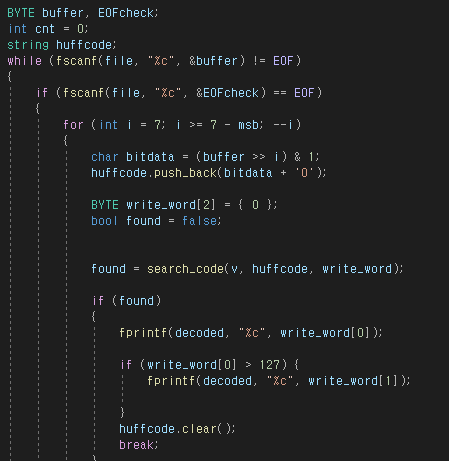 BYTE buffer, EOFcheck;
int cnt = 0;
string huffcode;
while (fscanf(file, "%c", &buffer) != EOF)
{
if (fscanf(file, "%c", &EOFcheck) == EOF)
{
for (int i = 7; i >= 7 - msb; --i)
{
char bitdata = (buffer >> i) & 1;
huffcode.push_back(bitdata + '0');
BYTE write_word[2] = { 0 };
bool found = false;
found = search_code(v, huffcode, write_word);
if (found)
{
fprintf(decoded, "%c", write_word[0]);
if (write_word[0] > 127) {
fprintf(decoded, "%c", write_word[1]);
}
huffcode.clear();
break;
}